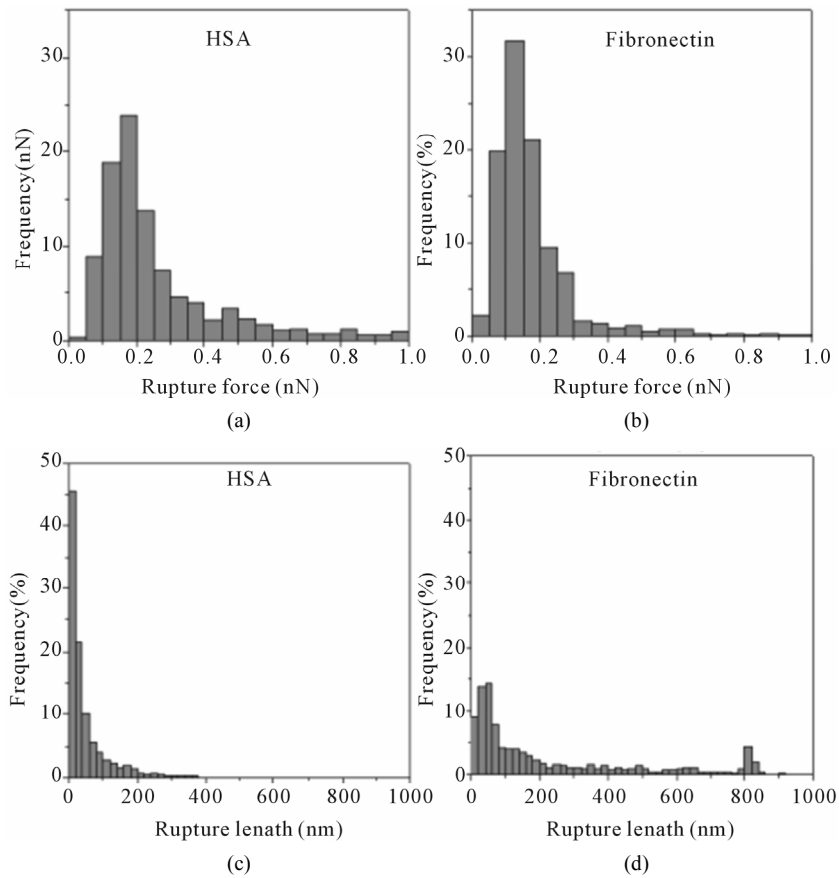 HSA
30
20
10
0
Frequency (nN)
0.0 0.2 0.4 0.6 0.8 1.0
Rupture force (nN)
(a)
Fibronectin
30
20
10
0
Frequency (%)
0.0 0.2 0.4 0.6 0.8 1.0
Rupture force (nN)
(b)
HSA
50
40
30
20
10
0
Frequency (%)
0 200 400 600 800 1000
Rupture lenath (nm)
(c)
Fibronectin
50
40
30
20
10
0
Frequency (%)
0 200 400 600 800 1000
Rupture lenath (nm)
(d)